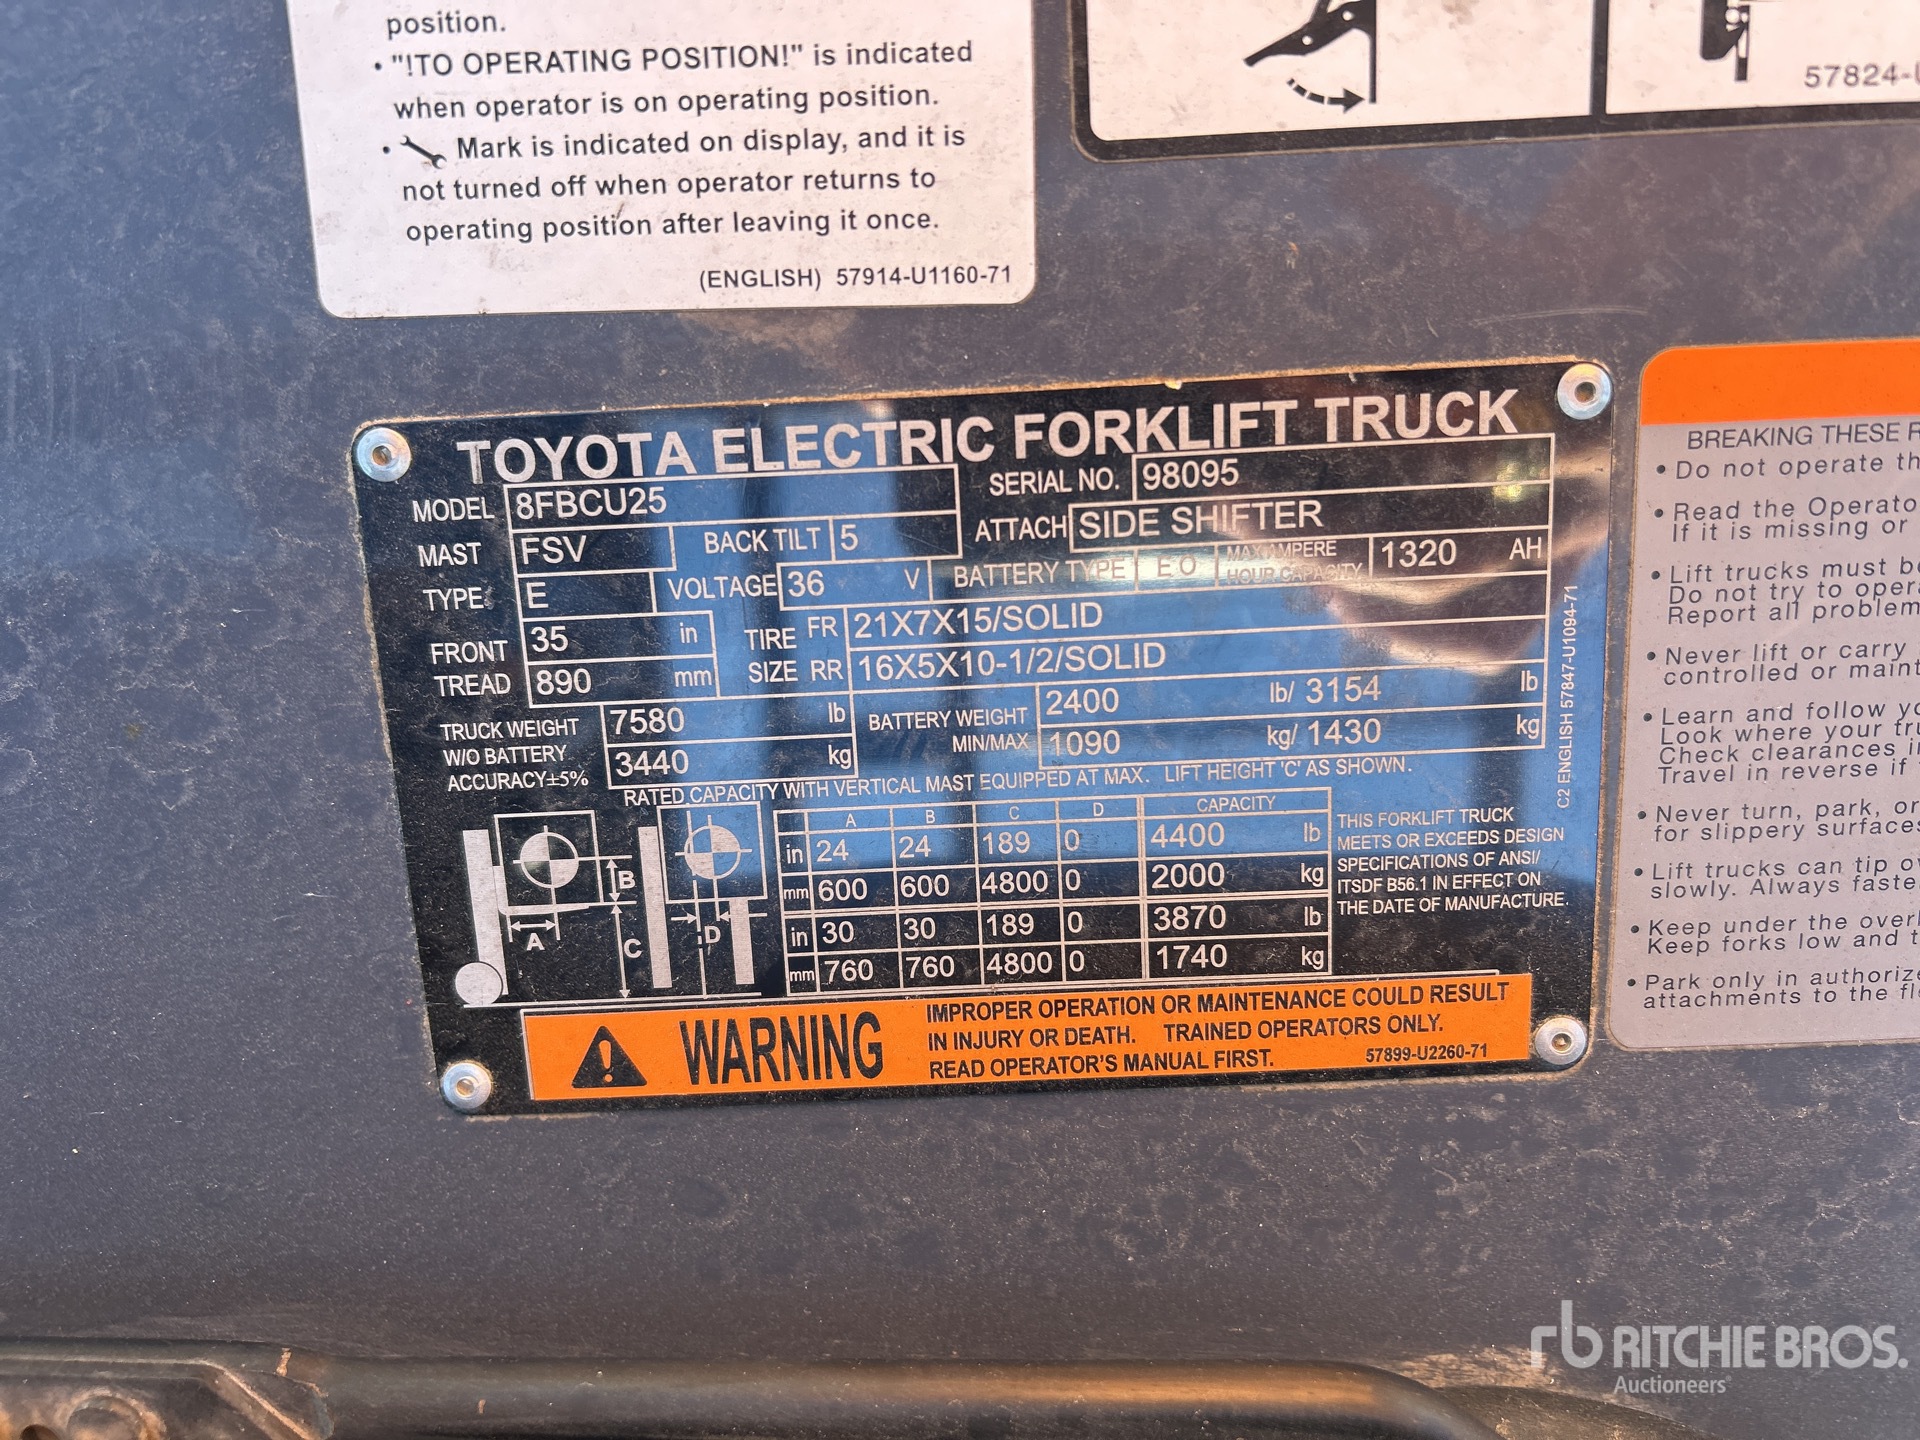 position.
• "!TO OPERATING POSITION!" is indicated
when operator is on operating position.
• Mark is indicated on display, and it is
not turned off when operator returns to
operating position after leaving it once.
(ENGLISH) 57914-U1160-71
57824-U
TOYOTA ELECTRIC FORKLIFT TRUCK
MODEL 8FBCU25 SERIAL NO. 98095
MAST FSV BACK TILT 5 ATTACH SIDE SHIFTER
TYPE E VOLTAGE 36 V BATTERY TYPE E O MAX AMPERE HOUR CAPACITY 1320 AH
FRONT TREAD 35 in TIRE SIZE FR 21X7X15/SOLID
890 mm RR 16X5X10-1/2/SOLID
TRUCK WEIGHT 7580 lb BATTERY WEIGHT 2400 lb/ 3154 lb
W/O BATTERY 3440 kg MIN/MAX 1090 kg/ 1430 kg
ACCURACY±5%
RATED CAPACITY WITH VERTICAL MAST EQUIPPED AT MAX. LIFT HEIGHT 'C' AS SHOWN.
A B C D CAPACITY
in 24 24 189 0 4400 lb
mm 600 600 4800 0 2000 kg
in 30 30 189 0 3870 lb
mm 760 760 4800 0 1740 kg
A B C D
THIS FORKLIFT TRUCK
MEETS OR EXCEEDS DESIGN
SPECIFICATIONS OF ANSI/
ITSDF B56.1 IN EFFECT ON
THE DATE OF MANUFACTURE.
C2 ENGLISH 57847-U1094-71
WARNING
IMPROPER OPERATION OR MAINTENANCE COULD RESULT
IN INJURY OR DEATH. TRAINED OPERATORS ONLY.
READ OPERATOR'S MANUAL FIRST. 57899-U2260-71
BREAKING THESE R
• Do not operate th
• Read the Operato
If it is missing or
• Lift trucks must b
Do not try to opera
Report all problem
• Never lift or carry
controlled or maint
• Learn and follow yo
Look where your tru
Check clearances in
Travel in reverse if
• Never turn, park, or
for slippery surfaces
• Lift trucks can tip ov
slowly. Always faste
• Keep under the overh
Keep forks low and t
• Park only in authorize
attachments to the fl
rb RITCHIE BROS.
Auctioneers